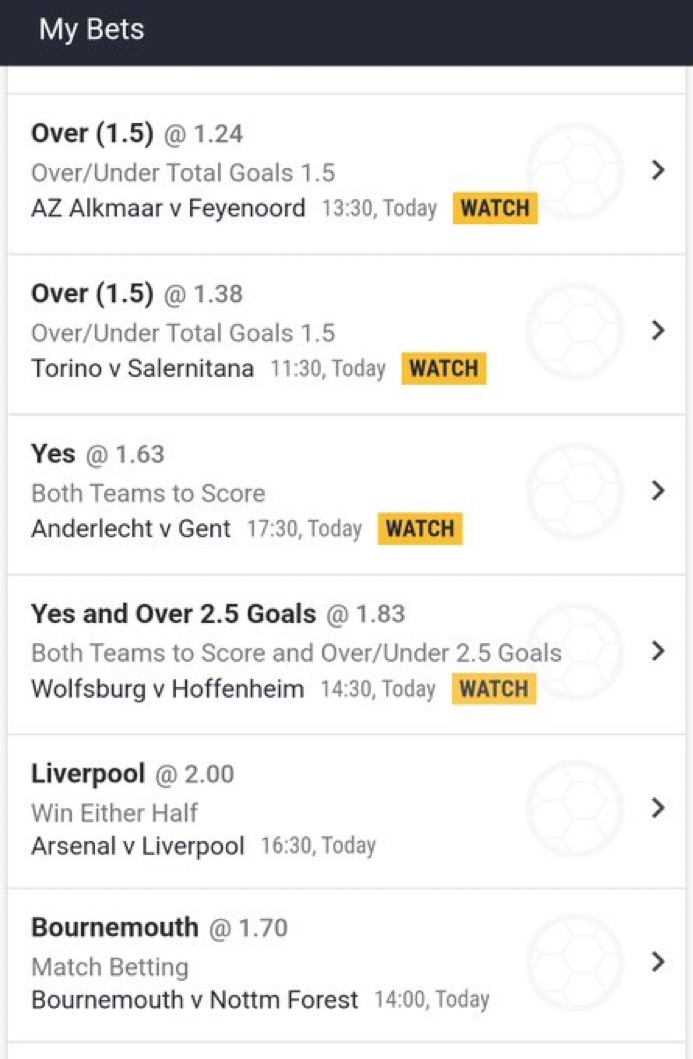 My Bets
Over (1.5) @ 1.24
Over/Under Total Goals 1.5
AZ Alkmaar v Feyenoord 13:30, Today WATCH
Over (1.5) @ 1.38
Over/Under Total Goals 1.5
Torino v Salernitana 11:30, Today WATCH
Yes @ 1.63
Both Teams to Score
Anderlecht v Gent 17:30, Today WATCH
Yes and Over 2.5 Goals @ 1.83
Both Teams to Score and Over/Under 2.5 Goals
Wolfsburg v Hoffenheim 14:30, Today WATCH
Liverpool @ 2.00
Win Either Half
Arsenal v Liverpool 16:30, Today
Bournemouth @ 1.70
Match Betting
Bournemouth v Nottm Forest 14:00, Today